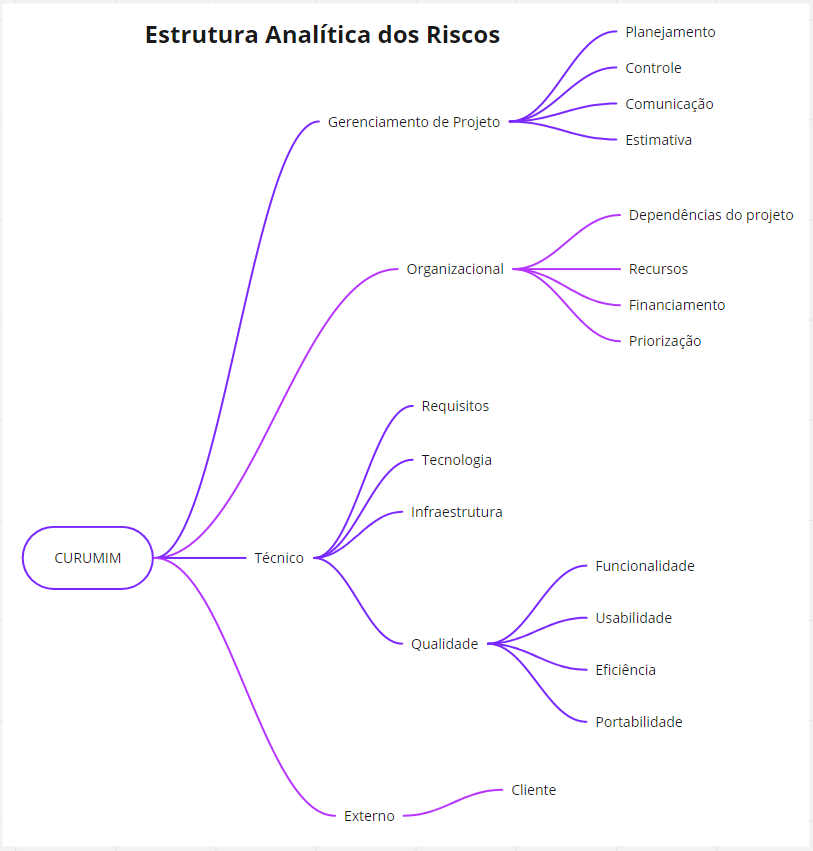 Estrutura Analítica dos Riscos
Planejamento
Controle
Comunicação
Estimativa
Gerenciamento de Projeto
Dependências do projeto
Recursos
Financiamento
Priorização
Organizacional
Requisitos
Tecnologia
Infraestrutura
CURUMIM
Técnico
Funcionalidade
Usabilidade
Qualidade
Eficiência
Portabilidade
Cliente
Externo